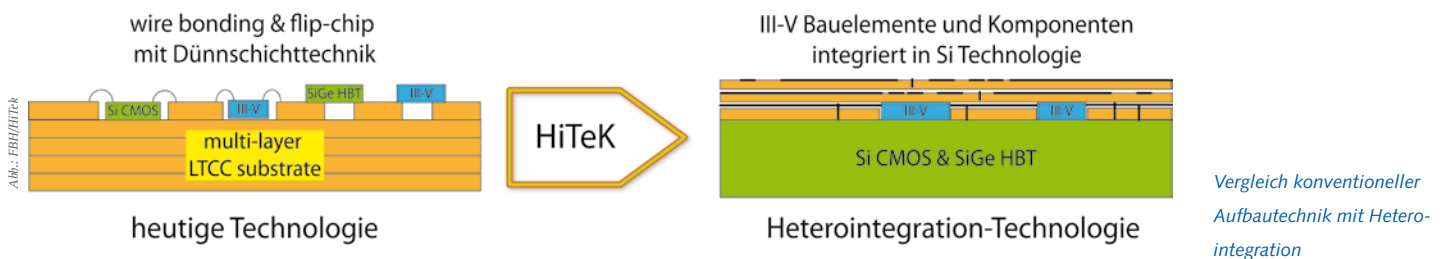 wire bonding & flip-chip
mit Dünnschichttechnik
Si CMOS
III-V
SiGe HBT
III-V
multi-layer
LTCC substrate
heutige Technologie
Abb.: FBH/HiTek
HiTeK
III-V Bauelemente und Komponenten
integriert in Si Technologie
III-V
III-V
Si CMOS & SiGe HBT
Heterointegration-Technologie
Vergleich konventioneller
Aufbautechnik mit Hetero-
integration